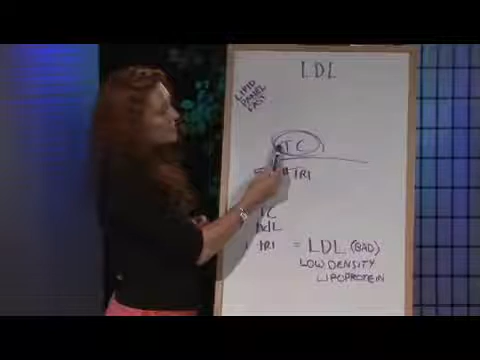 LDL
LIPID
PANEL
FAST
TC
TRI
TC
HDL
TRI = LDL (BAD)
LOW DENSITY
LIPOPROTEIN